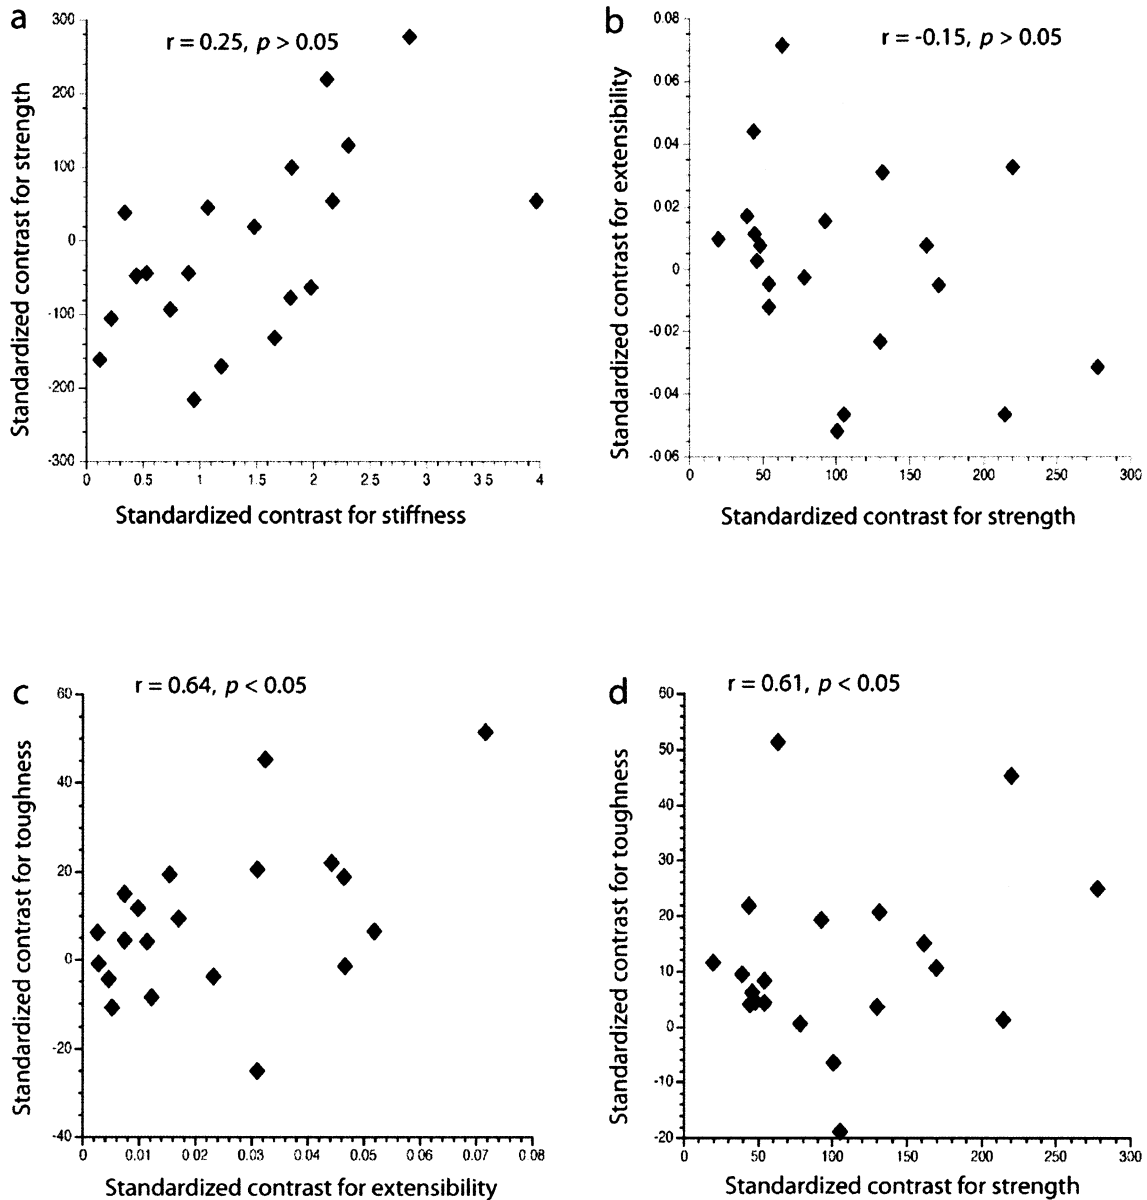 a
r = 0.25, p > 0.05
Standardized contrast for strength
300
200
100
0
-100
-200
-300
0 0.5 1 1.5 2 2.5 3 3 5 4
Standardized contrast for stiffness
b
r = -0.15, p > 0.05
Standardized contrast for extensibility
0.08
0 06
0.04
0 02
0
-0 02
-0 04
-0 06
0 50 100 150 200 250 300
Standardized contrast for strength
c
r = 0.64, p < 0.05
Standardized contrast for toughness
60
40
20
0
-20
-40
0 0.01 0 02 0 03 0 04 0.05 0 06 0.07 0 08
Standardized contrast for extensibility
d
r = 0.61, p < 0.05
Standardized contrast for toughness
60
50
40
30
20
10
0
-10
-20
0 50 100 150 200 250 300
Standardized contrast for strength